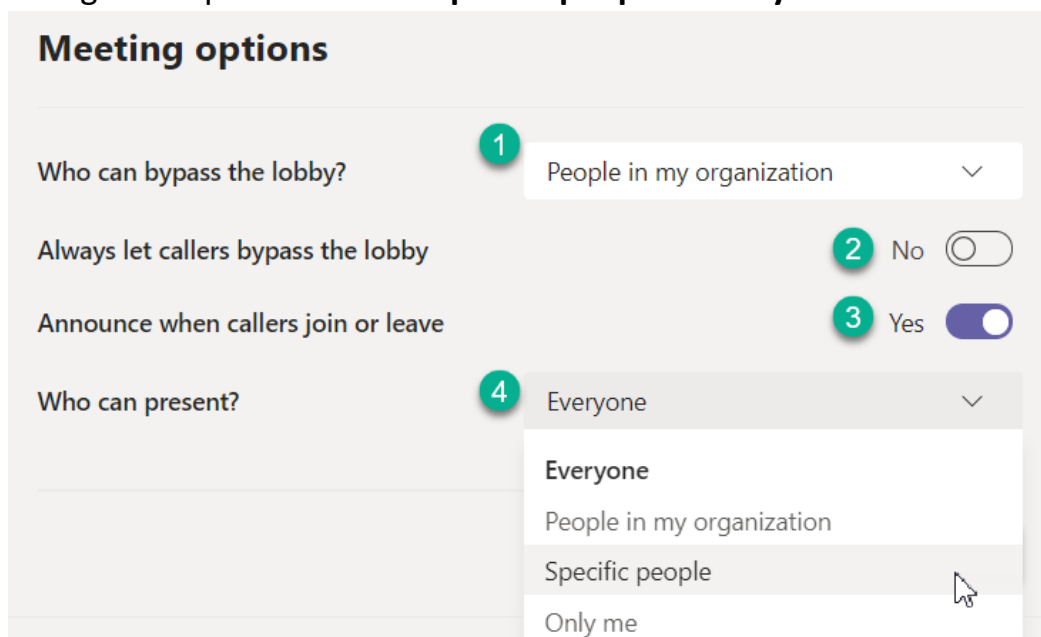 Meeting options
1
Who can bypass the lobby? People in my organization
Always let callers bypass the lobby 2 No
Announce when callers join or leave 3 Yes
Who can present? 4 Everyone
Everyone
People in my organization
Specific people
Only me